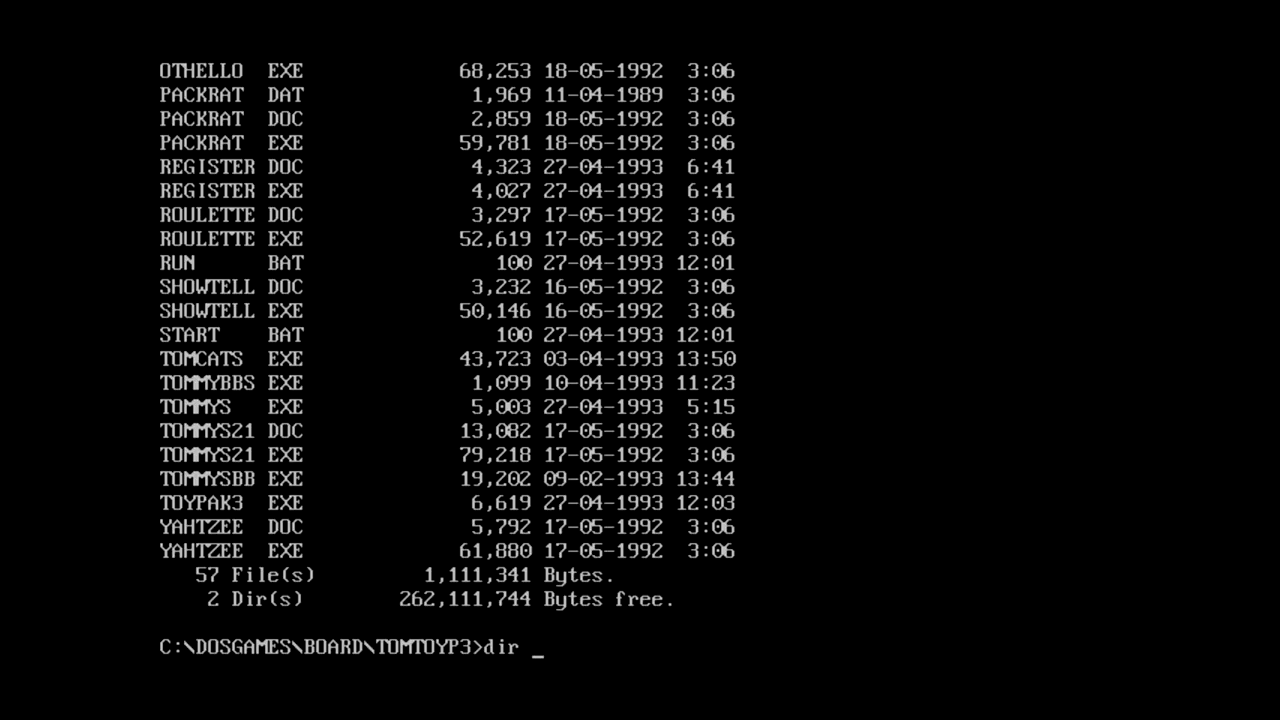 OTHELLO  EXE             68,253 18-05-1992  3:06
PACKRAT  DAT              1,969 11-04-1989  3:06
PACKRAT  DOC              2,859 18-05-1992  3:06
PACKRAT  EXE             59,781 18-05-1992  3:06
REGISTER DOC              4,323 27-04-1993  6:41
REGISTER EXE              4,027 27-04-1993  6:41
ROULETTE DOC              3,297 17-05-1992  3:06
ROULETTE EXE             52,619 17-05-1992  3:06
RUN      BAT                100 27-04-1993 12:01
SHOWTELL DOC              3,232 16-05-1992  3:06
SHOWTELL EXE             50,146 16-05-1992  3:06
START    BAT                100 27-04-1993 12:01
TOMCATS  EXE             43,723 03-04-1993 13:50
TOMMYBBS EXE              1,099 10-04-1993 11:23
TOMMYS   EXE              5,003 27-04-1993  5:15
TOMMYS21 DOC             13,082 17-05-1992  3:06
TOMMYS21 EXE             79,218 17-05-1992  3:06
TOMMYSBB EXE             19,202 09-02-1993 13:44
TOYPAK3  EXE              6,619 27-04-1993 12:03
YAHTZEE  DOC              5,792 17-05-1992  3:06
YAHTZEE  EXE             61,880 17-05-1992  3:06
   57 File(s)         1,111,341 Bytes.
    2 Dir(s)        262,111,744 Bytes free.
C:\DOSGAMES\BOARD\TOMTOYP3>dir _